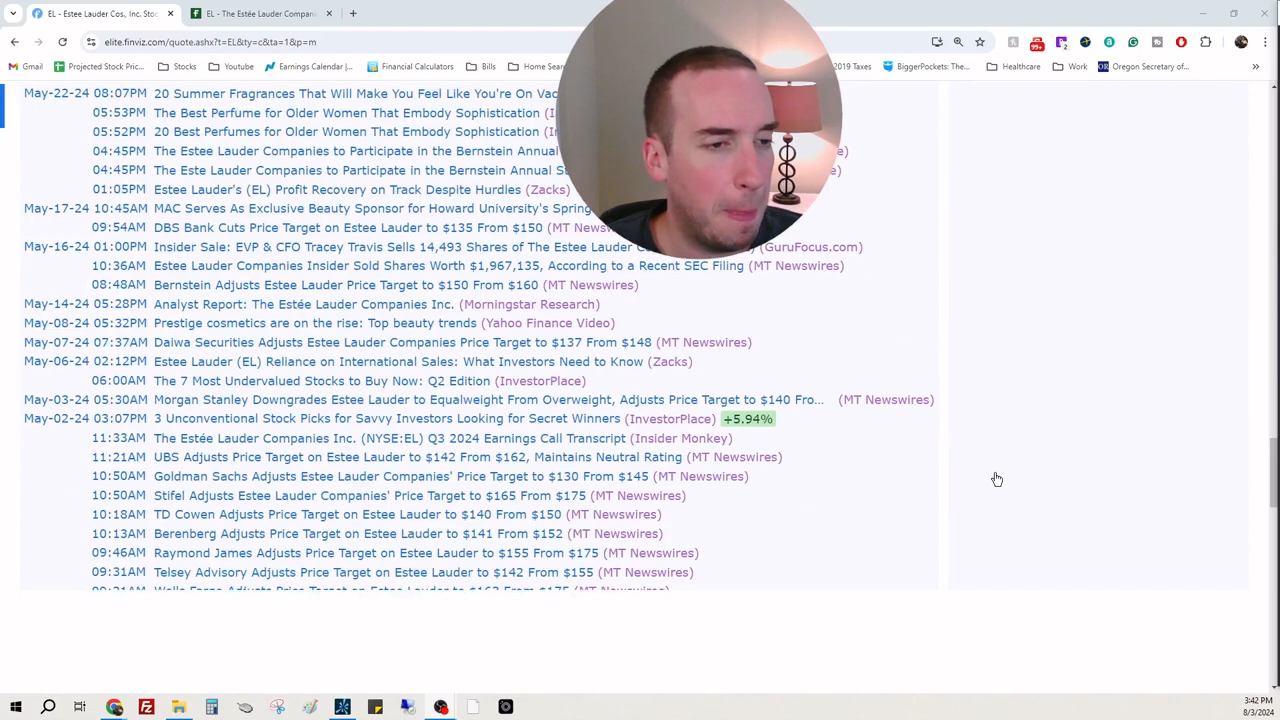 EL - Estee Lauder Cos, Inc. Stoc
EL - The Estée Lauder Compani
elite.finviz.com/quote.ashx?t=EL&ty=c&ta=1&p=m
99+
2
Gmail
Projected Stock Pric...
Stocks
Youtube
Earnings Calendar |...
Financial Calculators
Bills
Home Sear
2019 Taxes
BiggerPockets: The...
Healthcare
Work
OR Oregon Secretary of...
May-22-24 08:07PM 20 Summer Fragrances That Will Make You Feel Like You're On Vac
05:53PM The Best Perfume for Older Women That Embody Sophistication (I
05:52PM 20 Best Perfumes for Older Women That Embody Sophistication (I
04:45PM The Estee Lauder Companies to Participate in the Bernstein Annual
04:45PM The Estee Lauder Companies to Participate in the Bernstein Annual St
01:05PM Estee Lauder's (EL) Profit Recovery on Track Despite Hurdles (Zacks)
May-17-24 10:45AM MAC Serves As Exclusive Beauty Sponsor for Howard University's Spring
09:54AM DBS Bank Cuts Price Target on Estee Lauder to $135 From $150 (MT News
May-16-24 01:00PM Insider Sale: EVP & CFO Tracey Travis Sells 14,493 Shares of The Estee Lauder C (GuruFocus.com)
10:36AM Estee Lauder Companies Insider Sold Shares Worth $1,967,135, According to a Recent SEC Filing (MT Newswires)
08:48AM Bernstein Adjusts Estee Lauder Price Target to $150 From $160 (MT Newswires)
May-14-24 05:28PM Analyst Report: The Estée Lauder Companies Inc. (Morningstar Research)
May-08-24 05:32PM Prestige cosmetics are on the rise: Top beauty trends (Yahoo Finance Video)
May-07-24 07:37AM Daiwa Securities Adjusts Estee Lauder Companies Price Target to $137 From $148 (MT Newswires)
May-06-24 02:12PM Estee Lauder (EL) Reliance on International Sales: What Investors Need to Know (Zacks)
06:00AM The 7 Most Undervalued Stocks to Buy Now: Q2 Edition (InvestorPlace)
May-03-24 05:30AM Morgan Stanley Downgrades Estee Lauder to Equalweight From Overweight, Adjusts Price Target to $140 Fro... (MT Newswires)
May-02-24 03:07PM 3 Unconventional Stock Picks for Savvy Investors Looking for Secret Winners (InvestorPlace) +5.94%
11:33AM The Estée Lauder Companies Inc. (NYSE:EL) Q3 2024 Earnings Call Transcript (Insider Monkey)
11:21AM UBS Adjusts Price Target on Estee Lauder to $142 From $162, Maintains Neutral Rating (MT Newswires)
10:50AM Goldman Sachs Adjusts Estee Lauder Companies' Price Target to $130 From $145 (MT Newswires)
10:50AM Stifel Adjusts Estee Lauder Companies' Price Target to $165 From $175 (MT Newswires)
10:18AM TD Cowen Adjusts Price Target on Estee Lauder to $140 From $150 (MT Newswires)
10:13AM Berenberg Adjusts Price Target on Estee Lauder to $141 From $152 (MT Newswires)
09:46AM Raymond James Adjusts Price Target on Estee Lauder to $155 From $175 (MT Newswires)
09:31AM Telsey Advisory Adjusts Price Target on Estee Lauder to $142 From $155 (MT Newswires)
09:31AM Wells Fargo Adjusts Price Target on Estee Lauder to $163 From $175 (MT Newswires)
3:42 PM
8/3/2024